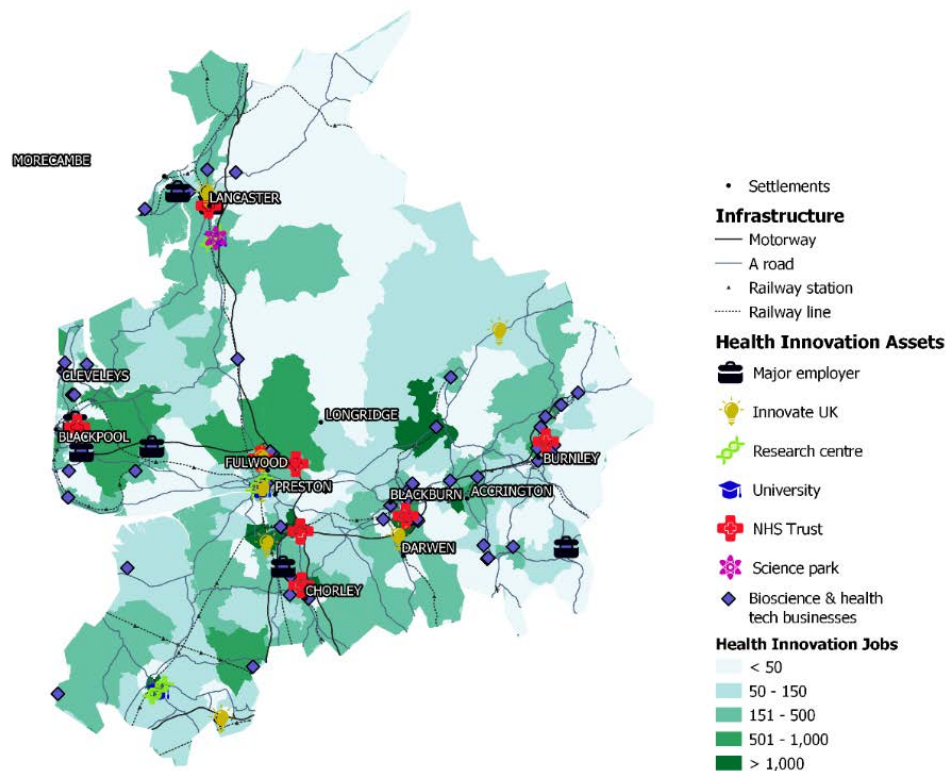 MORECAMBE
LANCASTER
CLEVELEYS
BLACKPOOL
LONGRIDGE
FULWOOD
PRESTON
BLACKBURN
ACCRINGTON
BURNLEY
DARWEN
CHORLEY
Settlements
Infrastructure
Motorway
A road
Railway station
Railway line
Health Innovation Assets
Major employer
Innovate UK
Research centre
University
NHS Trust
Science park
Bioscience & health
tech businesses
Health Innovation Jobs
< 50
50 - 150
151 - 500
501 - 1,000
> 1,000